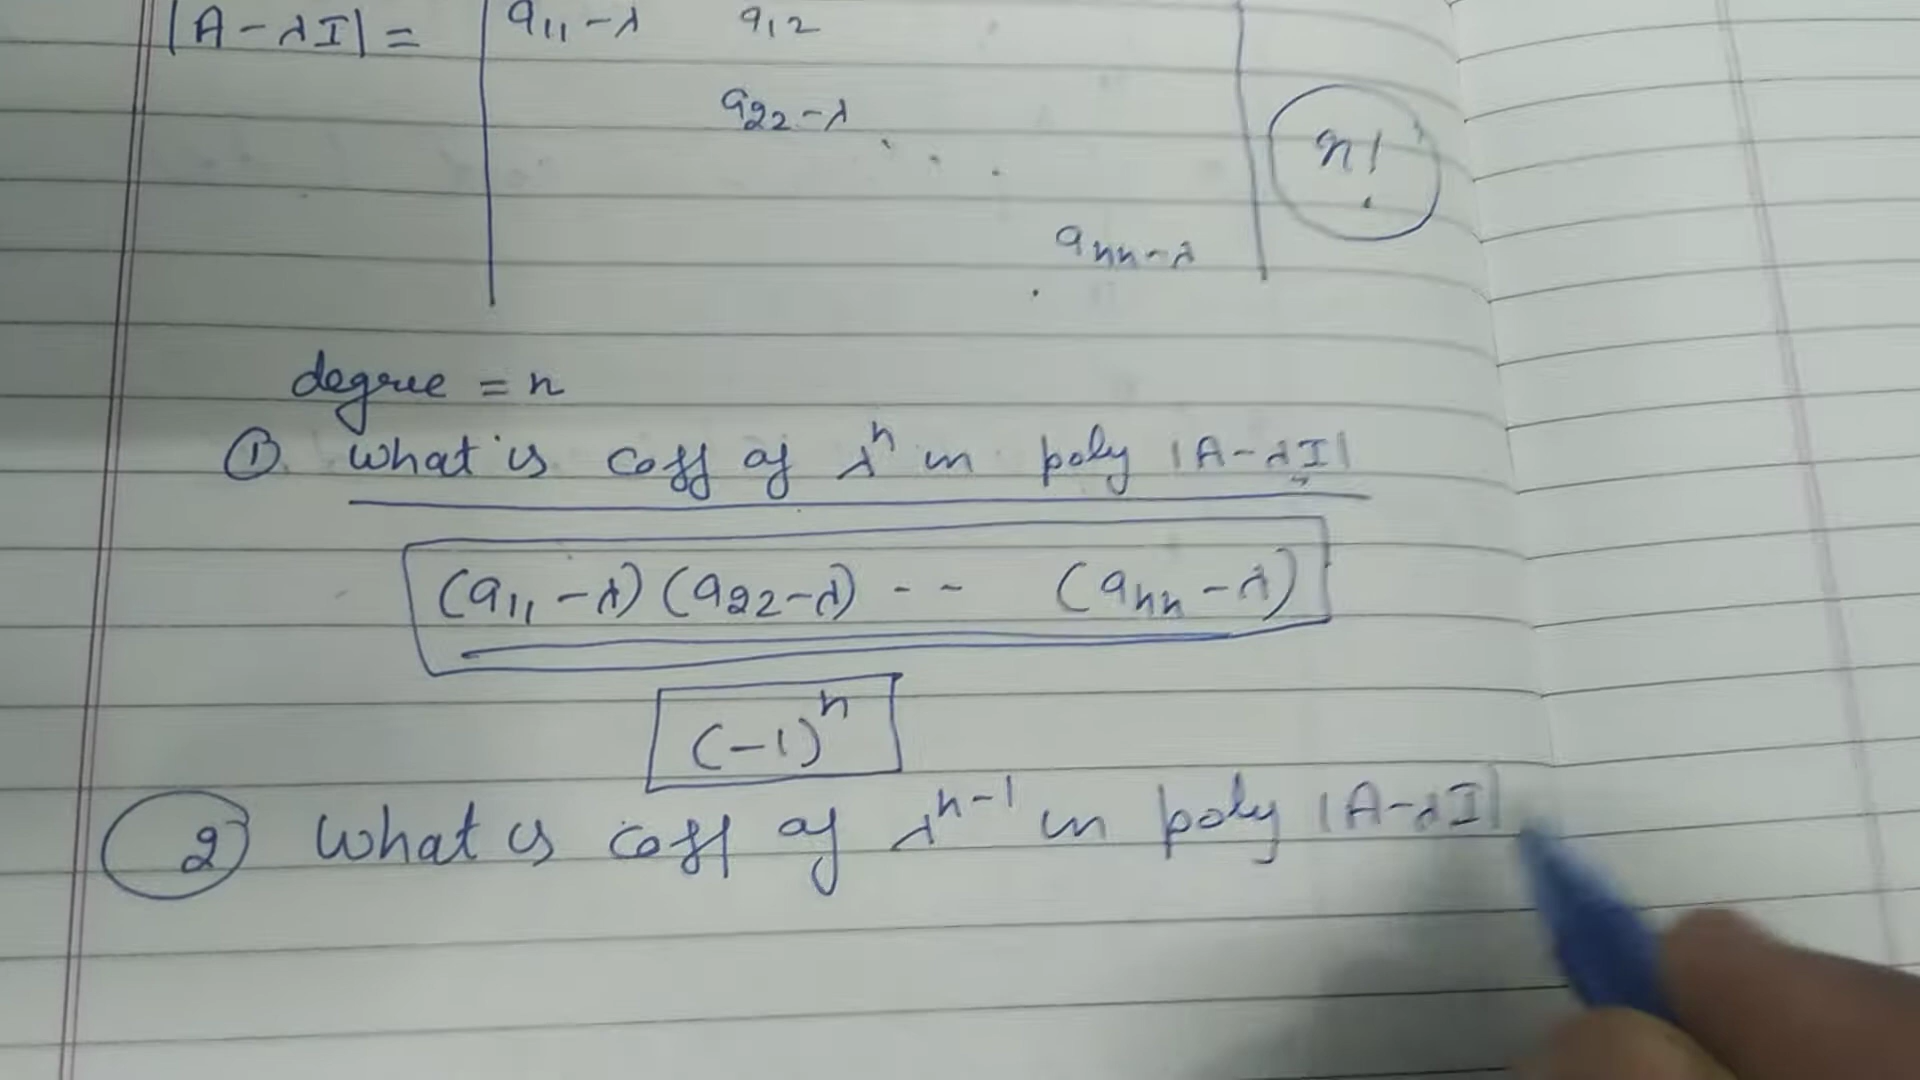 |A-λI| = | a₁₁-λ a₁₂
a₂₂-λ . . .
n!
aₙₙ-λ |
degree = n
① What is coff of λⁿ in poly |A-λI|
(a₁₁-λ)(a₂₂-λ) - - (aₙₙ-λ)
(-1)ⁿ
② What is coff of λⁿ⁻¹ in poly |A-λI|